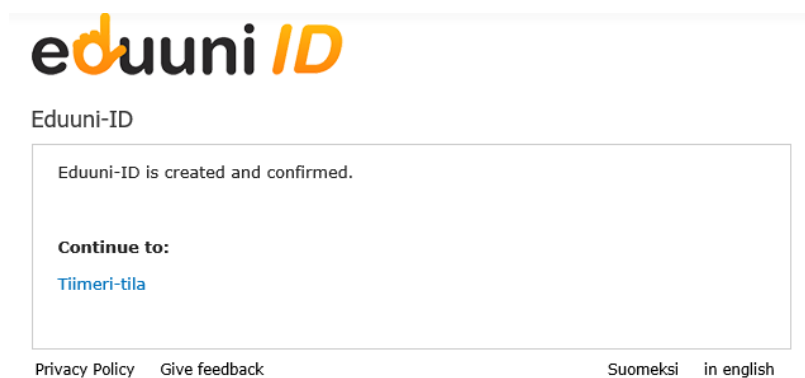 eduuni ID
Eduuni-ID
Eduuni-ID is created and confirmed.
Continue to:
Tiimeri-tila
Privacy Policy Give feedback Suomeksi in english